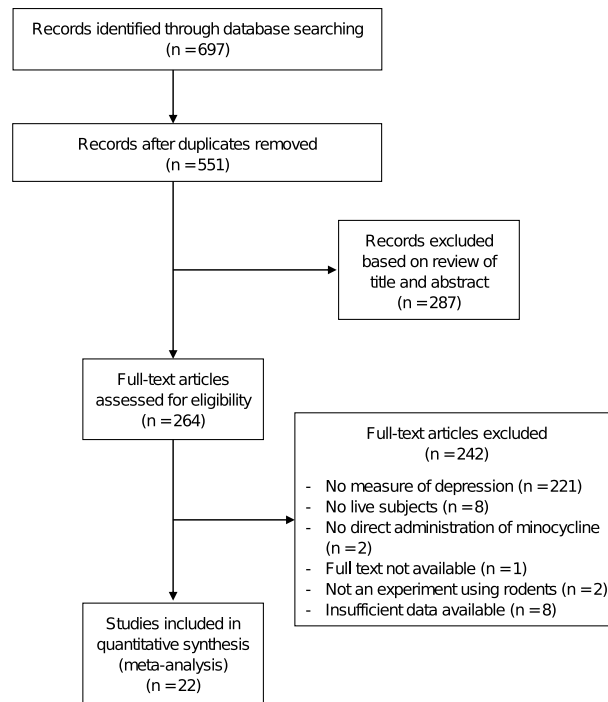 Records identified through database searching
(n = 697)
Records after duplicates removed
(n = 551)
Records excluded
based on review of
title and abstract
(n = 287)
Full-text articles
assessed for eligibility
(n = 264)
Full-text articles excluded
(n = 242)
- No measure of depression (n = 221)
- No live subjects (n = 8)
- No direct administration of minocycline
(n = 2)
- Full text not available (n = 1)
- Not an experiment using rodents (n = 2)
- Insufficient data available (n = 8)
Studies included in
quantitative synthesis
(meta-analysis)
(n = 22)